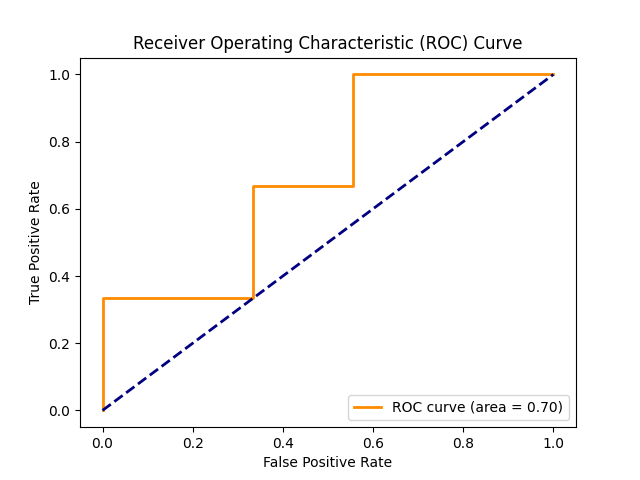 Receiver Operating Characteristic (ROC) Curve
1.0
0.8
0.6
0.4
0.2
0.0
True Positive Rate
ROC curve (area = 0.70)
0.0 0.2 0.4 0.6 0.8 1.0
False Positive Rate